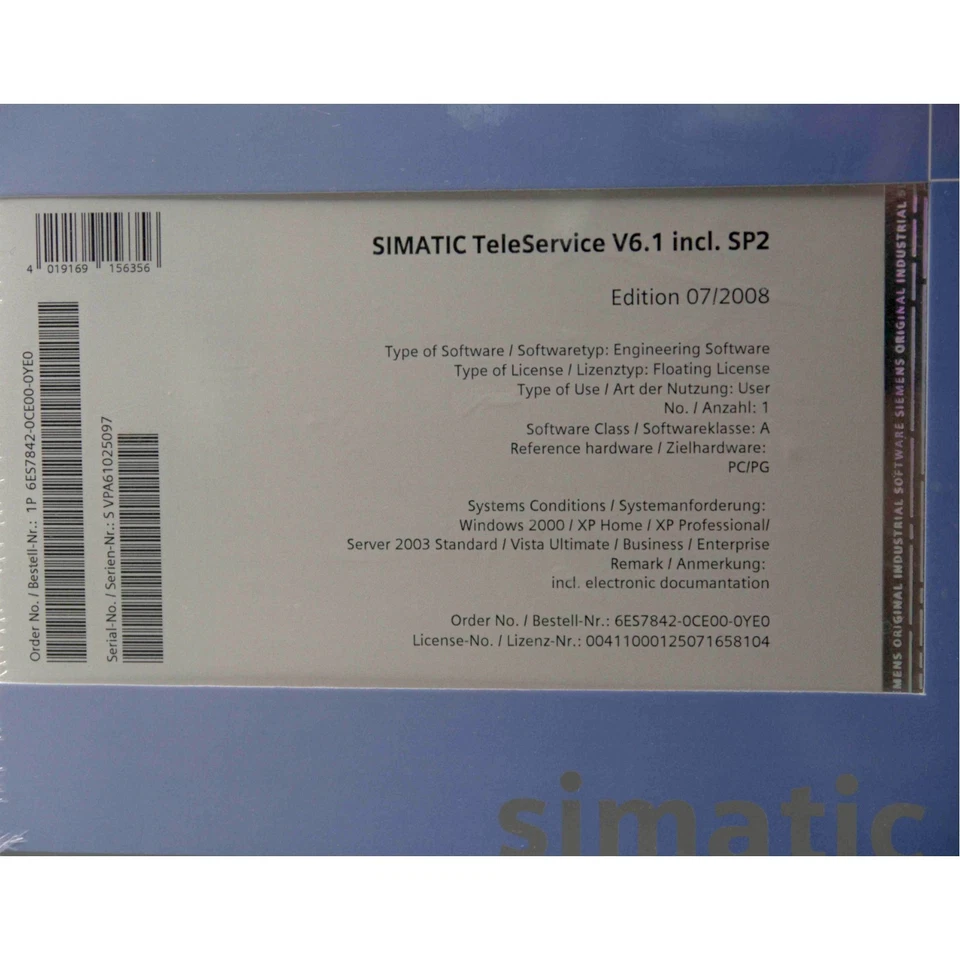 SIMATIC TeleService V6.1 incl. SP2
Edition 07/2008
Type of Software / Softwaretyp: Engineering Software
Type of License / Lizenztyp: Floating License
Type of Use / Art der Nutzung: User
No. / Anzahl: 1
Software Class / Softwareklasse: A
Reference hardware / Zielhardware:
PC/PG
Systems Conditions / Systemanforderung:
Windows 2000 / XP Home / XP Professional/
Server 2003 Standard / Vista Ultimate / Business / Enterprise
Remark / Anmerkung:
incl. electronic documantation
Order No. / Bestell-Nr.: 6ES7842-0CE00-0YE0
License-No. / Lizenz-Nr.: 00411000125071658104
4 019169 156356
Order No. / Bestell-Nr.: 1P 6ES7842-0CE00-0YE0
Serial-No. / Serien-Nr.: S VPA61025097
MENS ORIGINAL INDUSTRIAL SOFTWARE SIEMENS ORIGINAL INDUSTRIAL
simatic